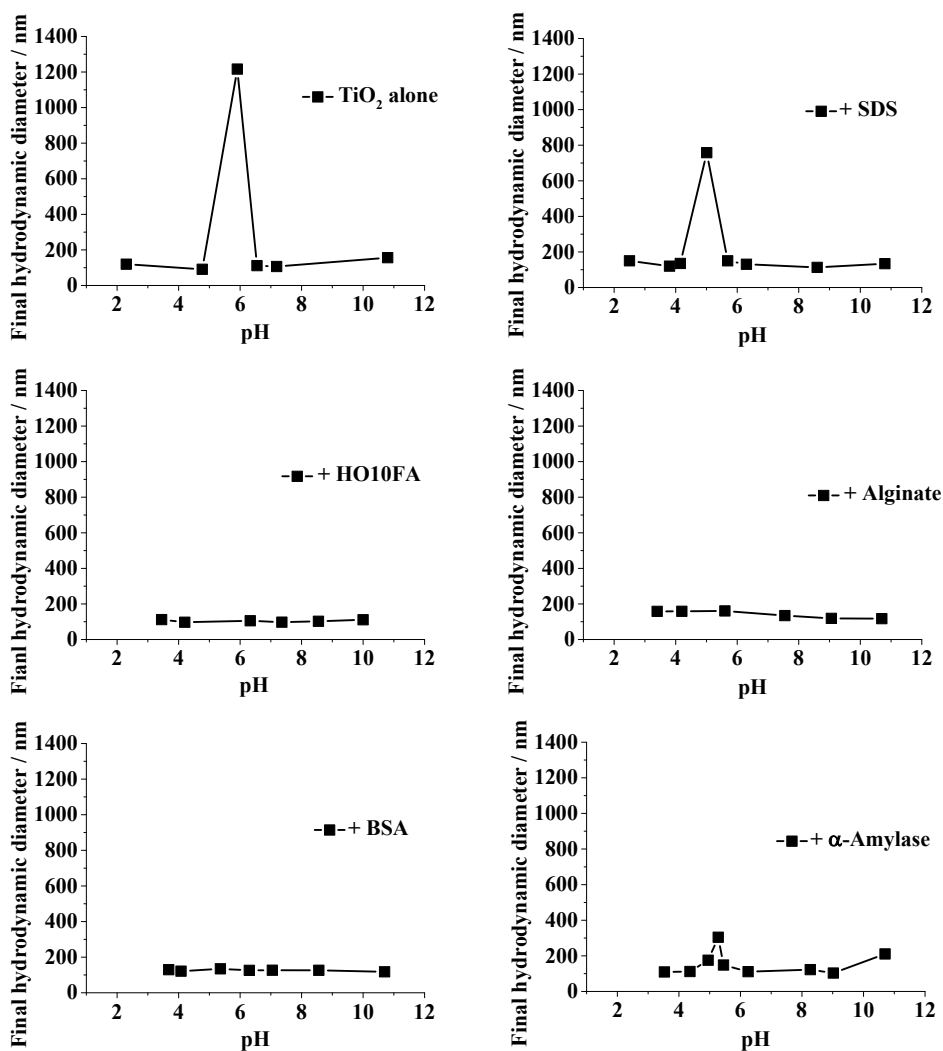 Final hydrodynamic diameter / nm
1400
1200
1000
800
600
400
200
0
2 4 6 8 10 12
pH
TiO₂ alone
Final hydrodynamic diameter / nm
1400
1200
1000
800
600
400
200
0
2 4 6 8 10 12
pH
+ SDS
Fianl hydrodynamic diameter / nm
1400
1200
1000
800
600
400
200
0
2 4 6 8 10 12
pH
+ HO10FA
Final hydrodynamic diameter / nm
1400
1200
1000
800
600
400
200
0
2 4 6 8 10 12
pH
+ Alginate
Final hydrodynamic diameter / nm
1400
1200
1000
800
600
400
200
0
2 4 6 8 10 12
pH
+ BSA
Final hydrodynamic diameter / nm
1400
1200
1000
800
600
400
200
0
2 4 6 8 10 12
pH
+ α-Amylase